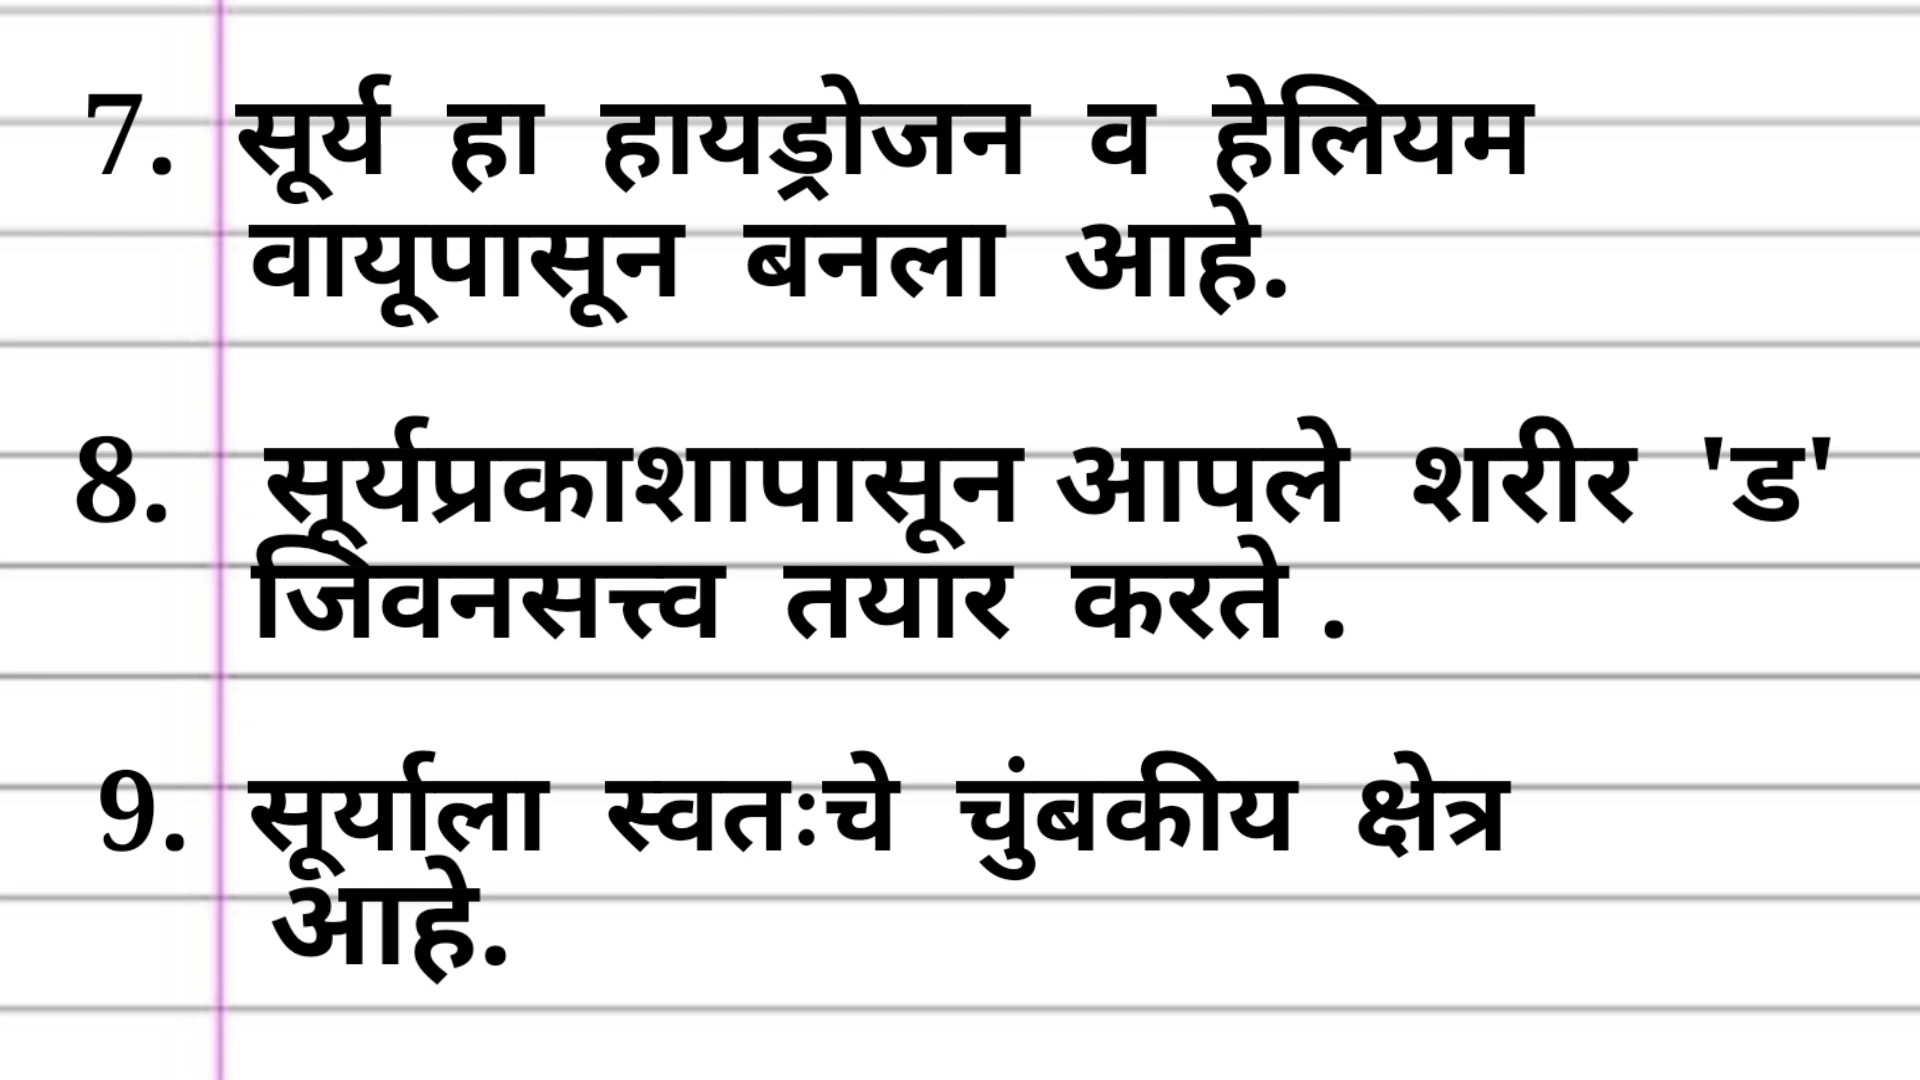 7. सूर्य हा हायड्रोजन व हेलियम
वायूपासून बनला आहे.
8. सूर्यप्रकाशापासून आपले शरीर 'ड'
जिवनसत्त्व तयार करते .
9. सूर्याला स्वतःचे चुंबकीय क्षेत्र
आहे.